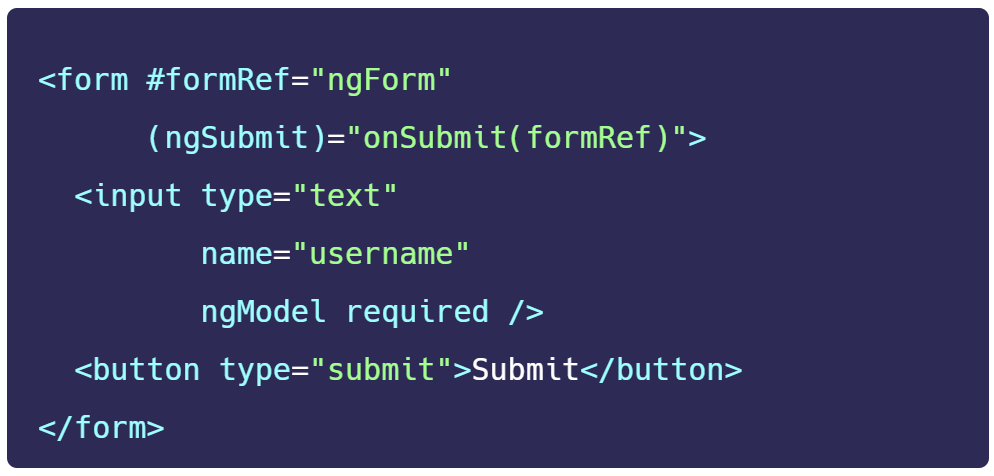 <form #formRef="ngForm"
(ngSubmit)="onSubmit(formRef)">
<input type="text"
name="username"
ngModel required />
<button type="submit">Submit</button>
</form>